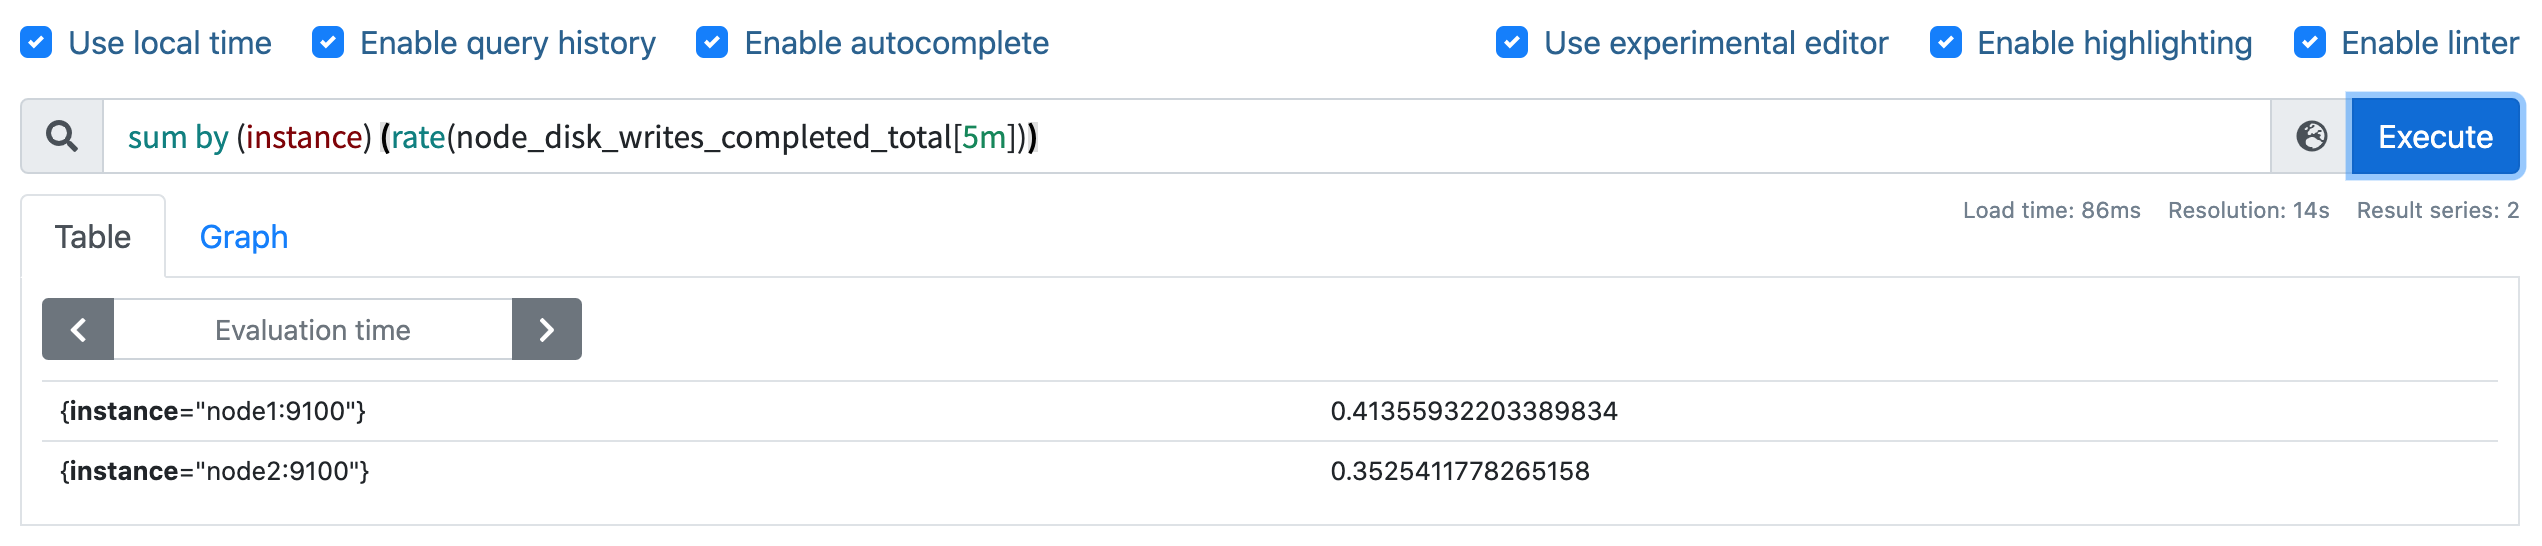 Use local time Enable query history Enable autocomplete Use experimental editor Enable highlighting Enable linter
sum by (instance) (rate(node_disk_writes_completed_total[5m])) Execute
Load time: 86ms Resolution: 14s Result series: 2
Table Graph
Evaluation time
{instance="node1:9100"} 0.41355932203389834
{instance="node2:9100"} 0.3525411778265158